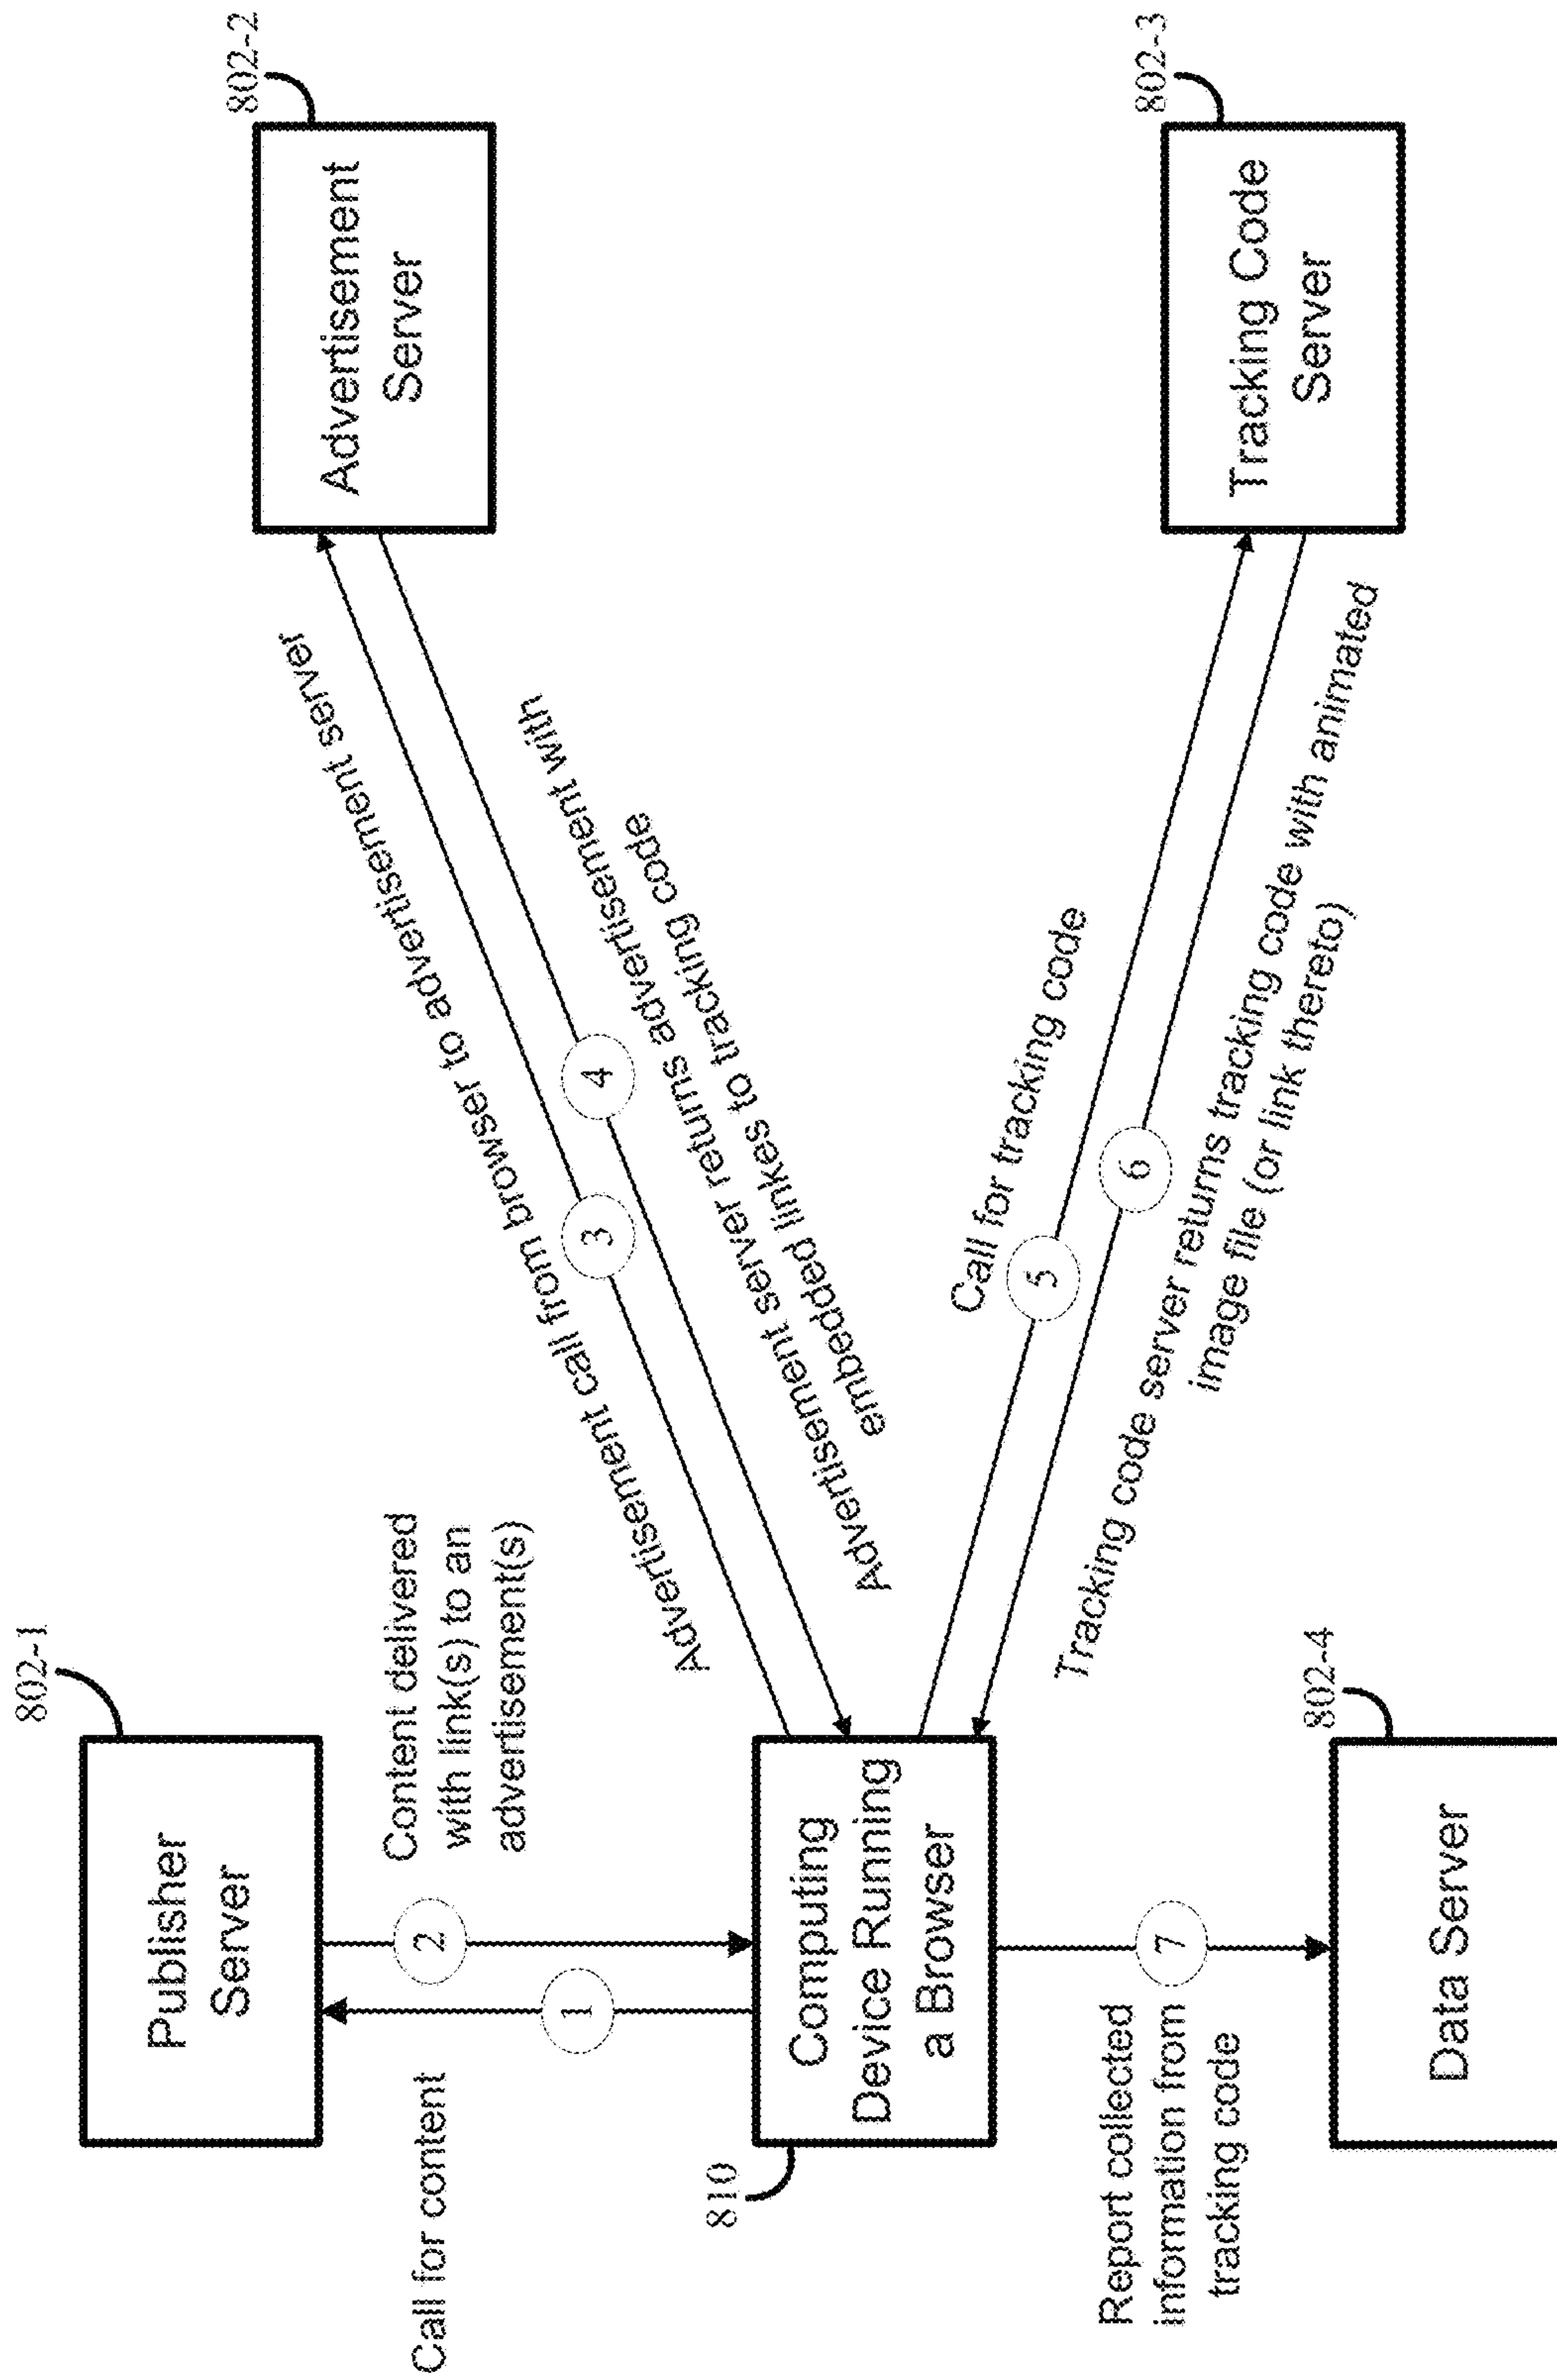 802-1
Publisher
Server
Call for content
1
2
Content delivered
with link(s) to an
advertisement(s)
802-2
Advertisement
Server
Advertisement call from browser to advertisement server
3
4
Advertisement server returns advertisement with
embedded linkes to tracking code
810
Computing
Device Running
a Browser
Call for tracking code
5
6
Tracking code server returns tracking code with animated
image file (or link thereto)
802-3
Tracking Code
Server
Report collected
information from
tracking code
7
802-4
Data Server